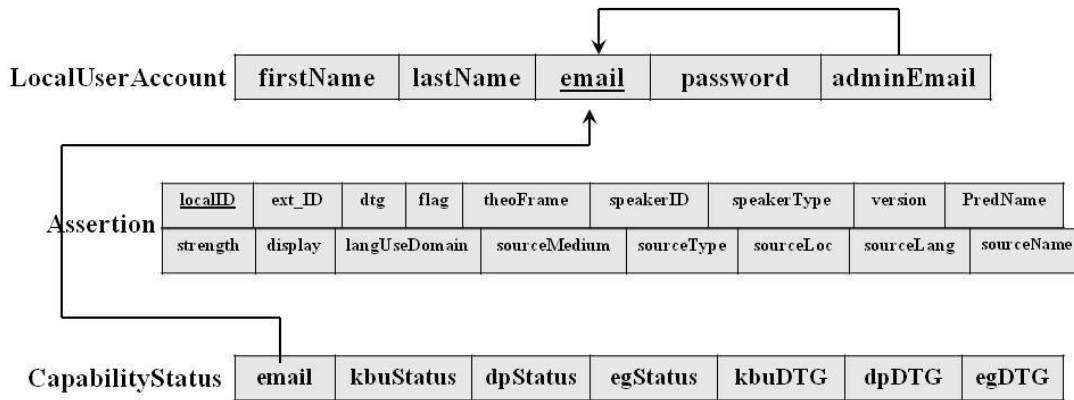 LocalUserAccount firstName lastName email password adminEmail
localID ext_ID dtg flag theoFrame speakerID speakerType version PredName
Assertion
strength display langUseDomain sourceMedium sourceType sourceLoc sourceLang sourceName
CapabilityStatus email kbuStatus dpStatus egStatus kbuDTG dpDTG egDTG